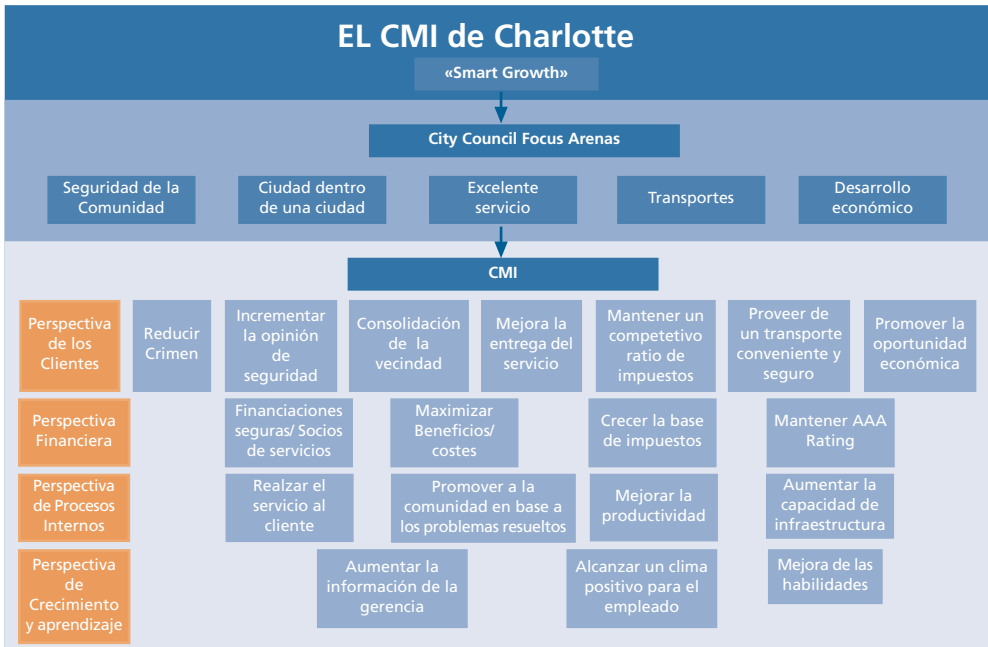 EL CMI de Charlotte
«Smart Growth»
City Council Focus Arenas
Seguridad de la
Comunidad
Ciudad dentro
de una ciudad
Excelente
servicio
Transportes
Desarrollo
económico
CMI
Perspectiva
de los
Clientes
Reducir
Crimen
Incrementar
la opinión
de
seguridad
Consolidación
de la
vecindad
Mejora la
entrega del
servicio
Mantener un
competetivo
ratio de
impuestos
Proveer de
un transporte
conveniente y
seguro
Promover la
oportunidad
económica
Perspectiva
Financiera
Financiaciones
seguras/ Socios
de servicios
Maximizar
Beneficios/
costes
Crecer la base
de impuestos
Mantener AAA
Rating
Perspectiva
de Procesos
Internos
Realzar el
servicio al
cliente
Promover a la
comunidad en base a
los problemas resueltos
Mejorar la
productividad
Aumentar la
capacidad de
infraestructura
Perspectiva
de
Crecimiento
y aprendizaje
Aumentar la
información de la
gerencia
Alcanzar un clima
positivo para el
empleado
Mejora de las
habilidades